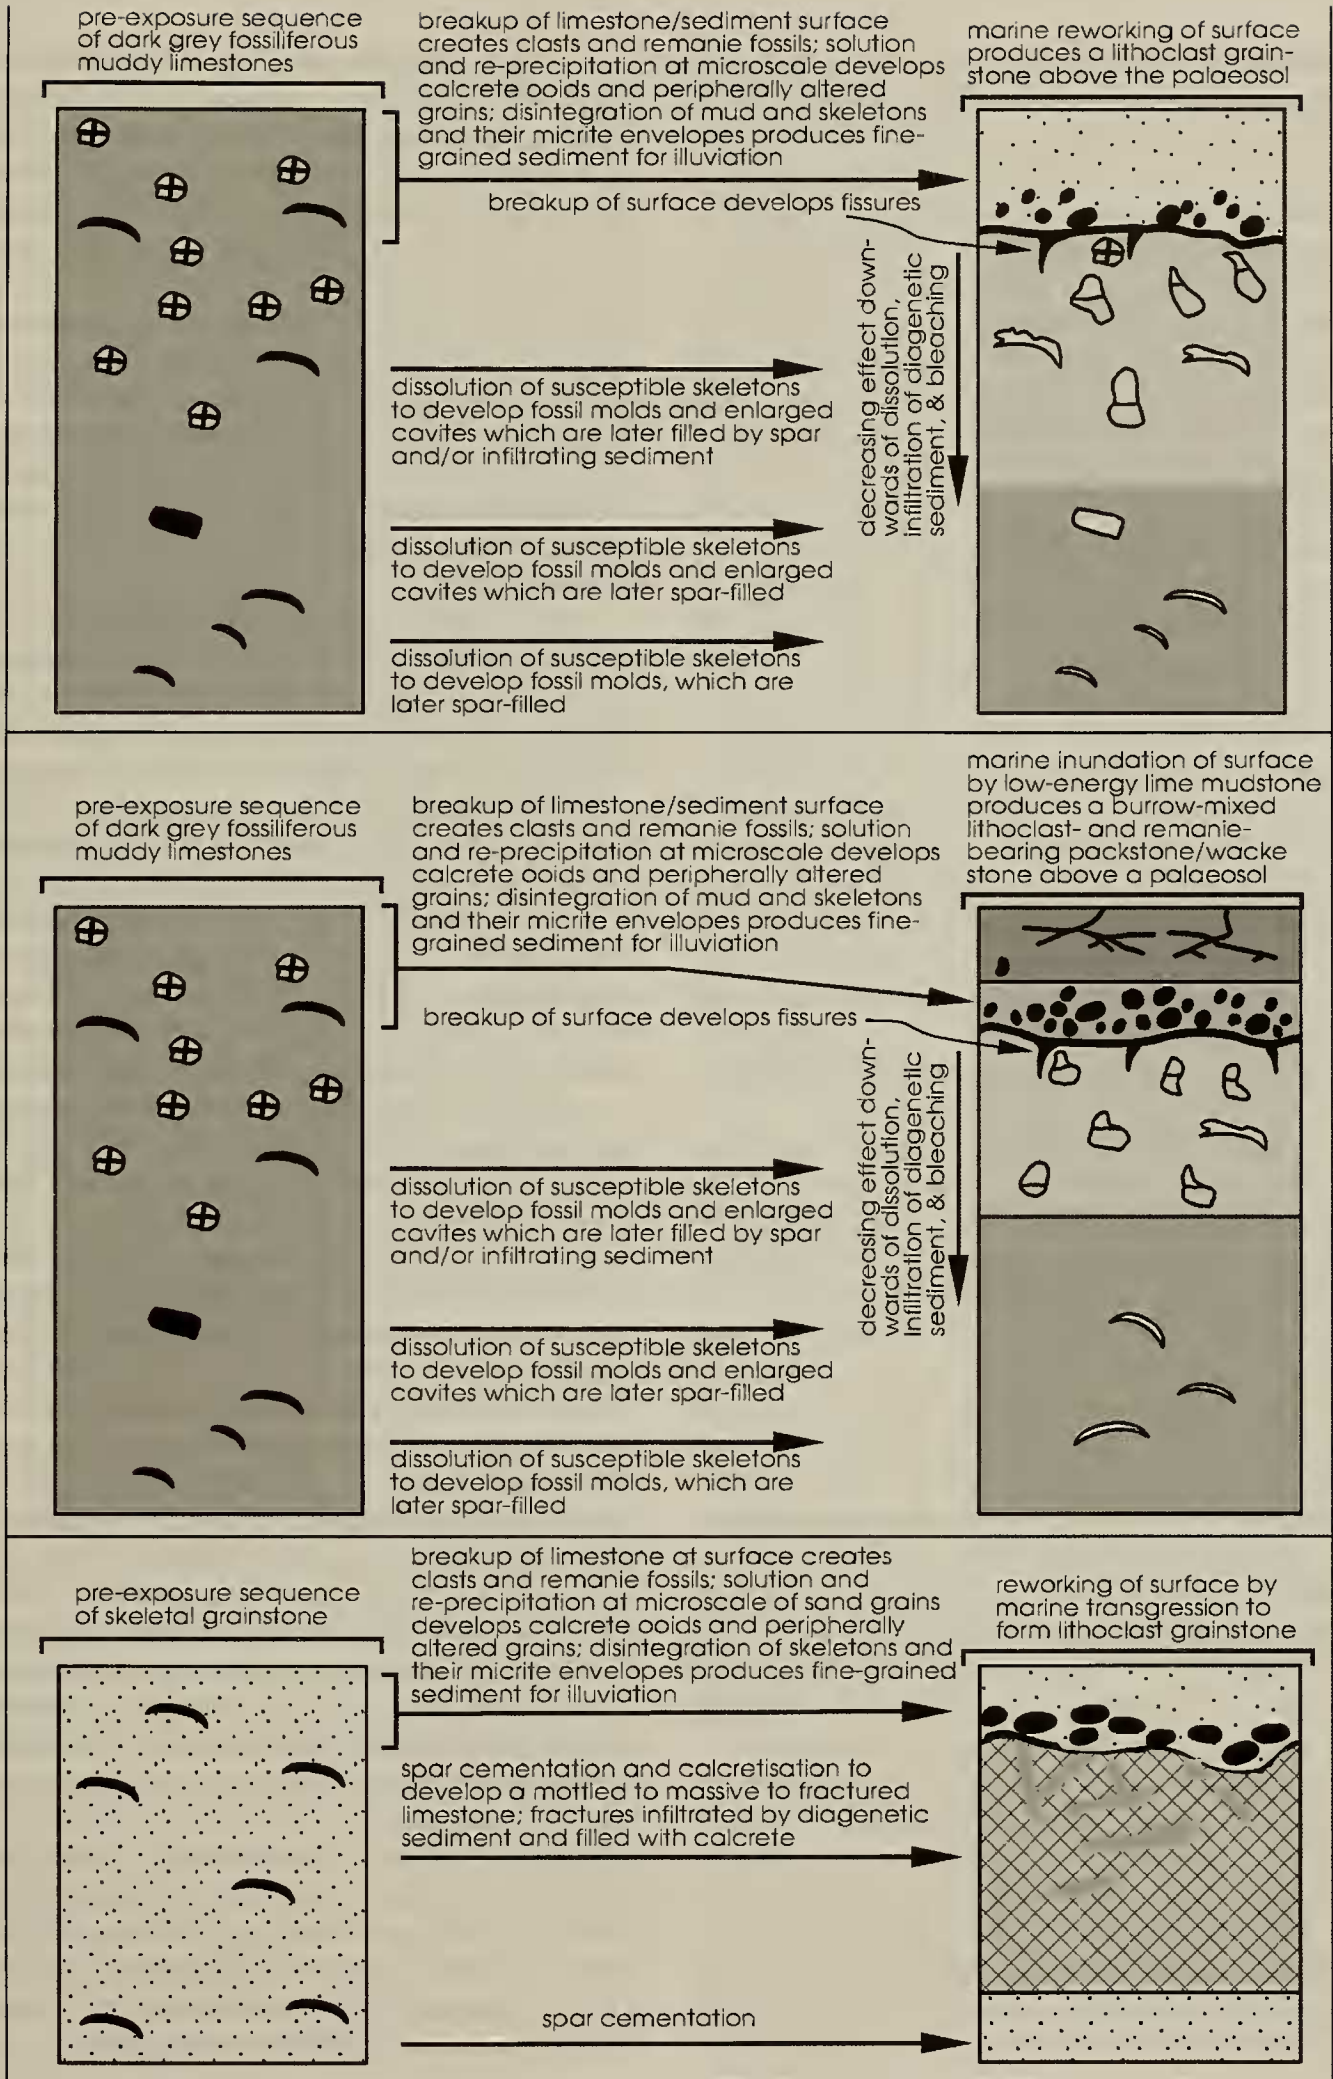 pre-exposure sequence
of dark grey fossiliferous
muddy limestones
breakup of limestone/sediment surface
creates clasts and remanie fossils; solution
and re-precipitation at microscale develops
calcrete ooids and peripherally altered
grains; disintegration of mud and skeletons
and their micrite envelopes produces fine-
grained sediment for illuviation
marine reworking of surface
produces a lithoclast grain-
stone above the palaeosol
breakup of surface develops fissures
decreasing effect down-
wards of dissolution,
infiltration of diagenetic
sediment, & bleaching
dissolution of susceptible skeletons
to develop fossil molds and enlarged
cavites which are later filled by spar
and/or infiltrating sediment
dissolution of susceptible skeletons
to develop fossil molds and enlarged
cavites which are later spar-filled
dissolution of susceptible skeletons
to develop fossil molds, which are
later spar-filled
pre-exposure sequence
of dark grey fossiliferous
muddy limestones
breakup of limestone/sediment surface
creates clasts and remanie fossils; solution
and re-precipitation at microscale develops
calcrete ooids and peripherally altered
grains; disintegration of mud and skeletons
and their micrite envelopes produces fine-
grained sediment for illuviation
marine inundation of surface
by low-energy lime mudstone
produces a burrow-mixed
lithoclast- and remanie-
bearing packstone/wacke
stone above a palaeosol
breakup of surface develops fissures
decreasing effect down-
wards of dissolution,
infiltration of diagenetic
sediment, & bleaching
dissolution of susceptible skeletons
to develop fossil molds and enlarged
cavites which are later filled by spar
and/or infiltrating sediment
dissolution of susceptible skeletons
to develop fossil molds and enlarged
cavites which are later spar-filled
dissolution of susceptible skeletons
to develop fossil molds, which are
later spar-filled
pre-exposure sequence
of skeletal grainstone
breakup of limestone at surface creates
clasts and remanie fossils; solution and
re-precipitation at microscale of sand grains
develops calcrete ooids and peripherally
altered grains; disintegration of skeletons and
their micrite envelopes produces fine-grained
sediment for illuviation
reworking of surface by
marine transgression to
form lithoclast grainstone
spar cementation and calcretisation to
develop a mottled to massive to fractured
limestone; fractures infiltrated by diagenetic
sediment and filled with calcrete
spar cementation